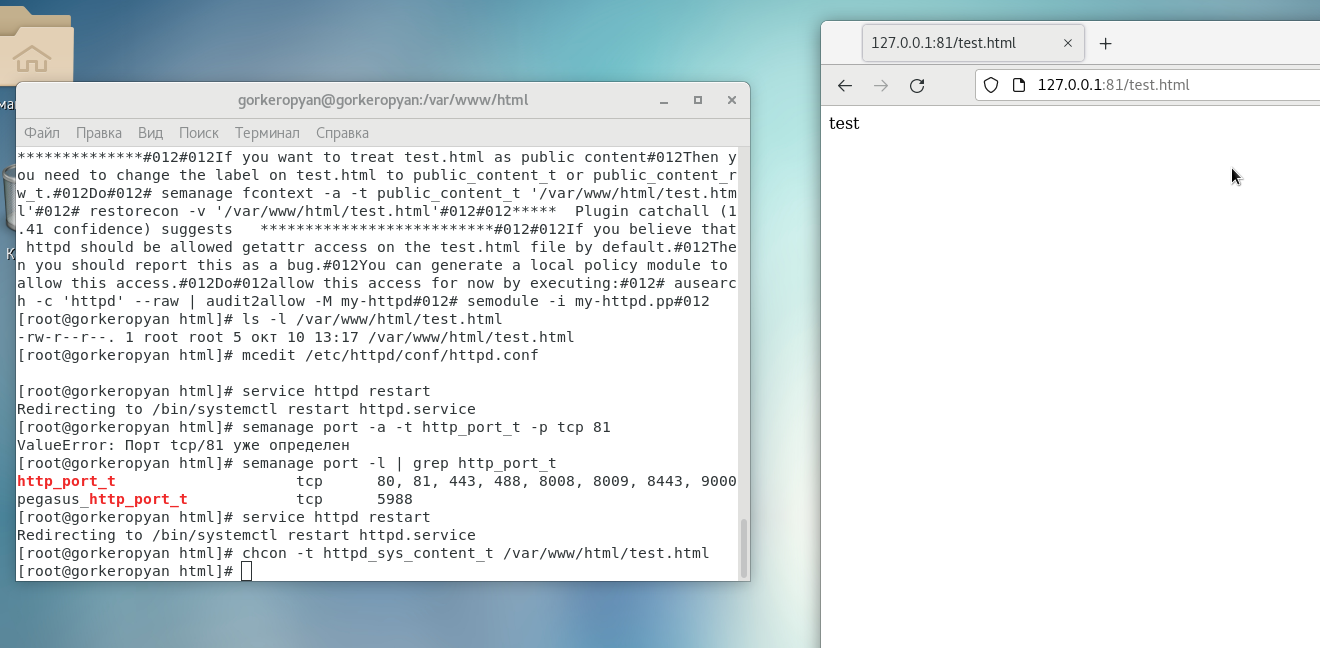 gorkeropyan@gorkeropyan:/var/www/html
Файл Правка Вид Поиск Терминал Справка
**************#012#012If you want to treat test.html as public content#012Then y
ou need to change the label on test.html to public_content_t or public_content_r
w_t.#012Do#012# semanage fcontext -a -t public_content_t '/var/www/html/test.htm
l'#012# restorecon -v '/var/www/html/test.html'#012#012*****  Plugin catchall (1
.41 confidence) suggests   **************************#012#012If you believe that
 httpd should be allowed getattr access on the test.html file by default.#012The
n you should report this as a bug.#012You can generate a local policy module to
allow this access.#012Do#012allow this access for now by executing:#012# ausearc
h -c 'httpd' --raw | audit2allow -M my-httpd#012# semodule -i my-httpd.pp#012
[root@gorkeropyan html]# ls -l /var/www/html/test.html
-rw-r--r--. 1 root root 5 окт 10 13:17 /var/www/html/test.html
[root@gorkeropyan html]# mcedit /etc/httpd/conf/httpd.conf
[root@gorkeropyan html]# service httpd restart
Redirecting to /bin/systemctl restart httpd.service
[root@gorkeropyan html]# semanage port -a -t http_port_t -p tcp 81
ValueError: Порт tcp/81 уже определен
[root@gorkeropyan html]# semanage port -l | grep http_port_t
http_port_t                    tcp      80, 81, 443, 488, 8008, 8009, 8443, 9000
pegasus_http_port_t            tcp      5988
[root@gorkeropyan html]# service httpd restart
Redirecting to /bin/systemctl restart httpd.service
[root@gorkeropyan html]# chcon -t httpd_sys_content_t /var/www/html/test.html
[root@gorkeropyan html]#
127.0.0.1:81/test.html
127.0.0.1:81/test.html
test